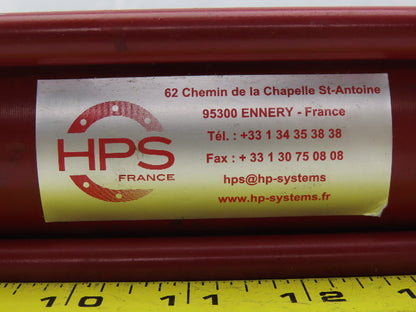 HPS
FRANCE
62 Chemin de la Chapelle St-Antoine
95300 ENNERY - France
Tél. : +33 1 34 35 38 38
Fax : + 33 1 30 75 08 08
hps@hp-systems
www.hp-systems.fr
10 11 12